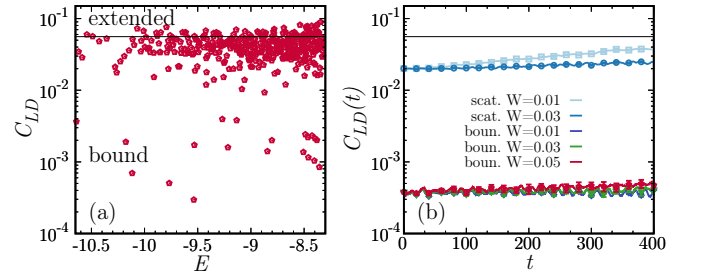 10⁻¹
10⁻²
10⁻³
10⁻⁴
C_LD
extended
bound
(a)
-10.5 -10 -9.5 -9 -8.5
E
10⁻¹
10⁻²
10⁻³
10⁻⁴
C_LD(t)
scat. W=0.01
scat. W=0.03
boun. W=0.01
boun. W=0.03
boun. W=0.05
(b)
0 100 200 300 400
t